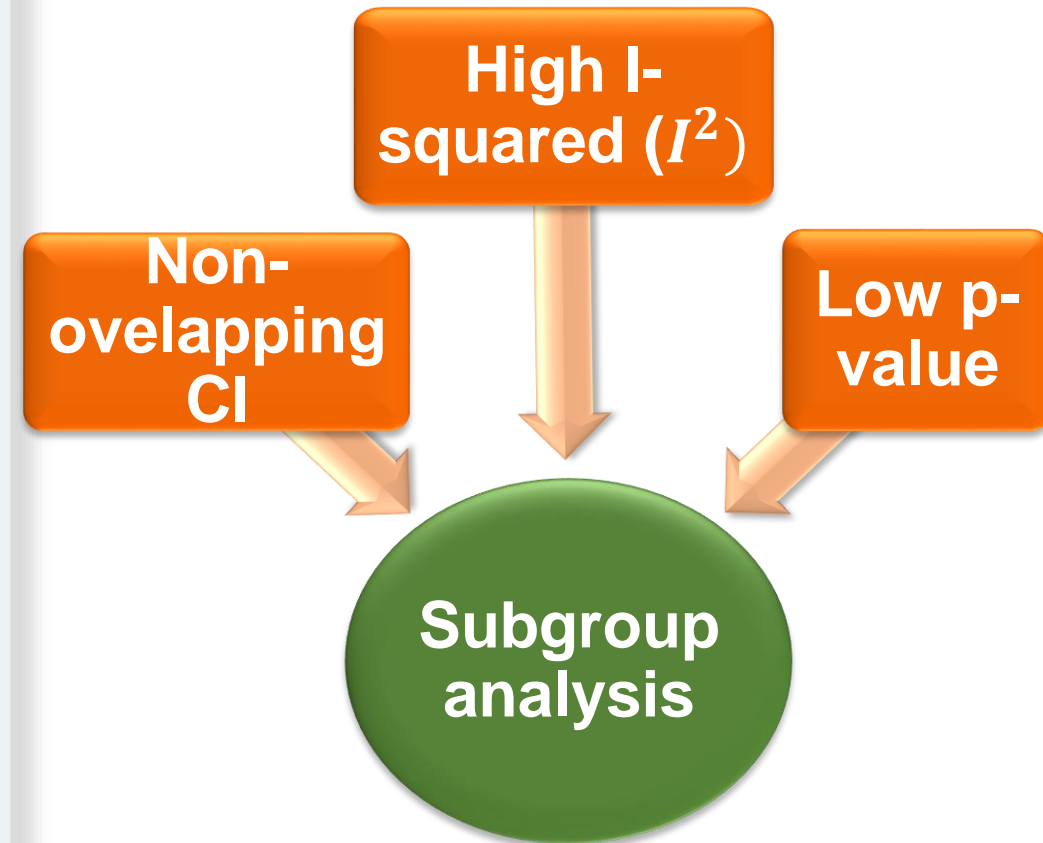 High I-
squared (I²)
Non-
ovelapping
CI
Low p-
value
Subgroup
analysis